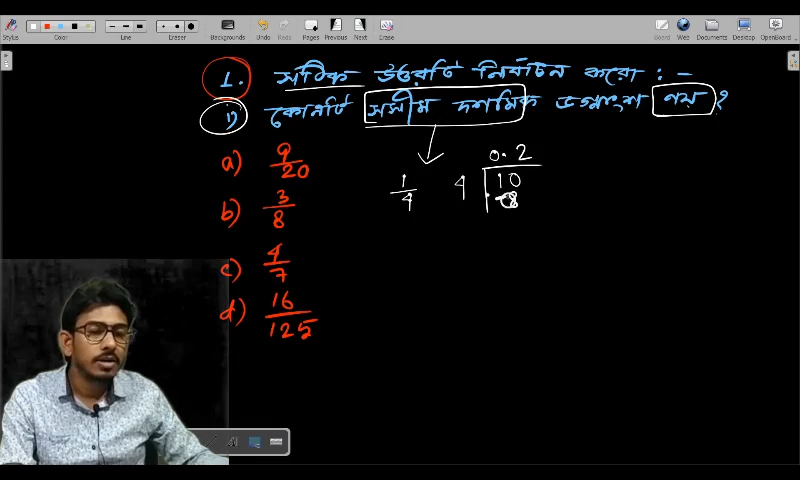 Stylus Color Line Eraser Backgrounds Undo Redo Pages Previous Next Erase Board Web Documents Desktop OpenBoard
1. সঠিক উত্তরটি নির্বাচন করো :-
i) কোনটি সসীম দশমিক ভগ্নাংশ নয় ?
a) 9/20
b) 3/8
c) 4/7
d) 16/125
1/4
0.2
4 10
-8